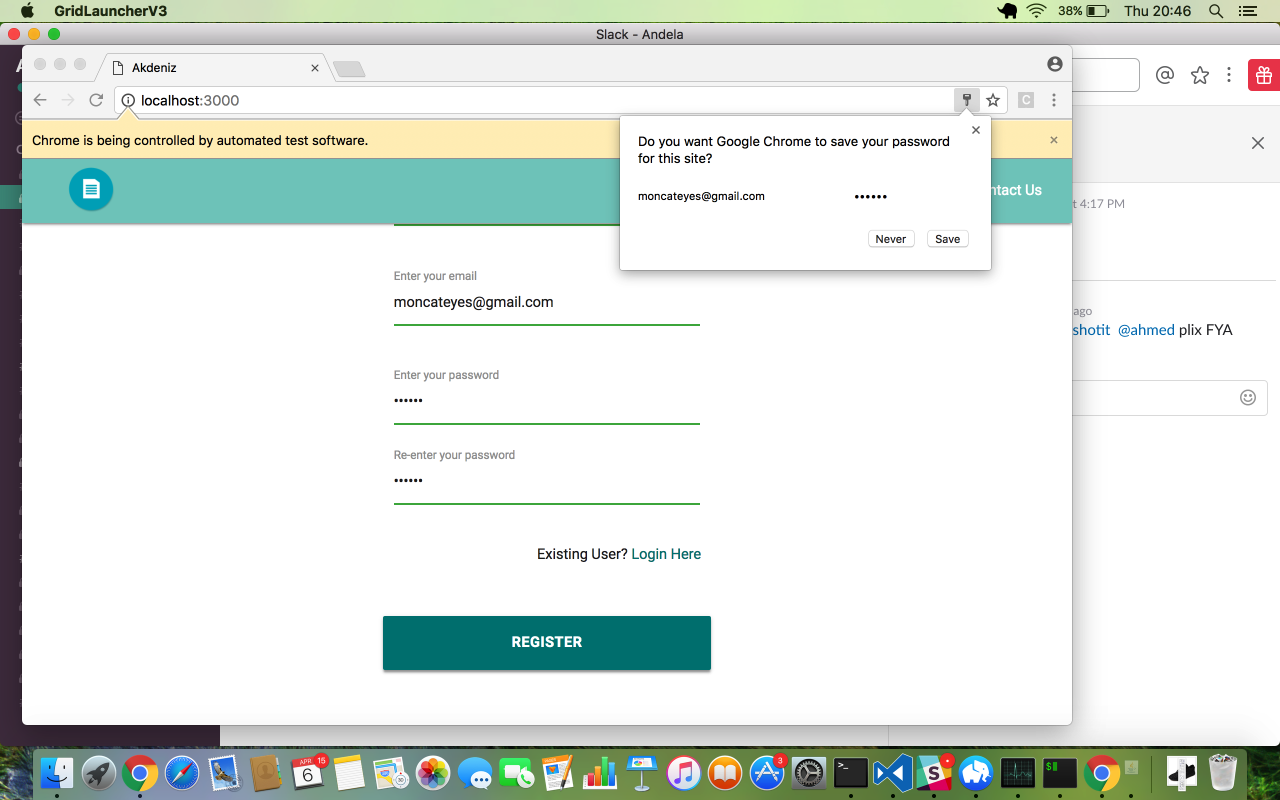 GridLauncherV3
38%
Thu 20:46
Slack - Andela
Akdeniz
localhost:3000
C
Chrome is being controlled by automated test software.
Do you want Google Chrome to save your password
for this site?
moncateyes@gmail.com
••••••
Never
Save
ntact Us
t 4:17 PM
Enter your email
moncateyes@gmail.com
ago
shotit @ahmed plix FYA
Enter your password
••••••
Re-enter your password
••••••
Existing User? Login Here
REGISTER
APR
6
15
30
3